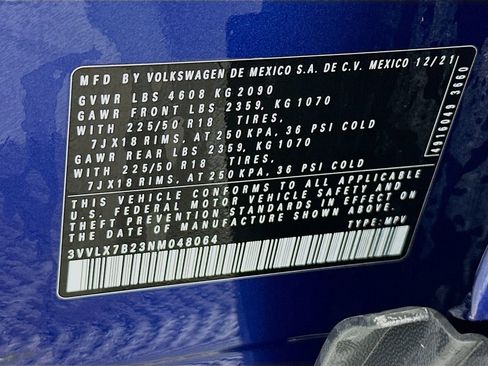 MFD BY VOLKSWAGEN DE MEXICO S.A. DE C.V. MEXICO 12/21
GVWR LBS 4608 KG 2090
GAWR FRONT LBS 2359, KG 1070
WITH 225/50 R18 TIRES,
7JX18 RIMS, AT 250 KPA, 36 PSI COLD
GAWR REAR LBS 2359, KG 1070
WITH 225/50 R18 TIRES,
7JX18 RIMS, AT 250 KPA, 36 PSI COLD
THIS VEHICLE CONFORMS TO ALL APPLICABLE
U.S. FEDERAL MOTOR VEHICLE SAFETY AND
THEFT PREVENTION STANDARDS IN EFFECT ON
THE DATE OF MANUFACTURE SHOWN ABOVE.
3VVLX7B23NM048064 TYPE: MPV
4916049 3660